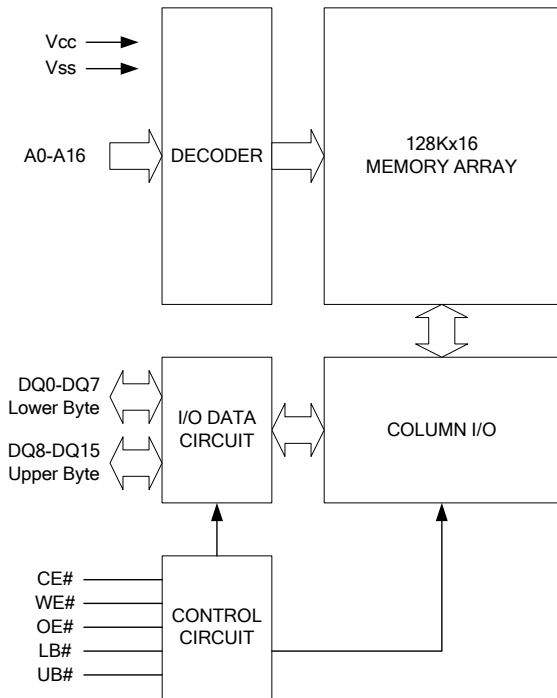 Vcc
Vss
A0-A16
DECODER
128Kx16
MEMORY ARRAY
DQ0-DQ7
Lower Byte
DQ8-DQ15
Upper Byte
I/O DATA
CIRCUIT
COLUMN I/O
CE#
WE#
OE#
LB#
UB#
CONTROL
CIRCUIT